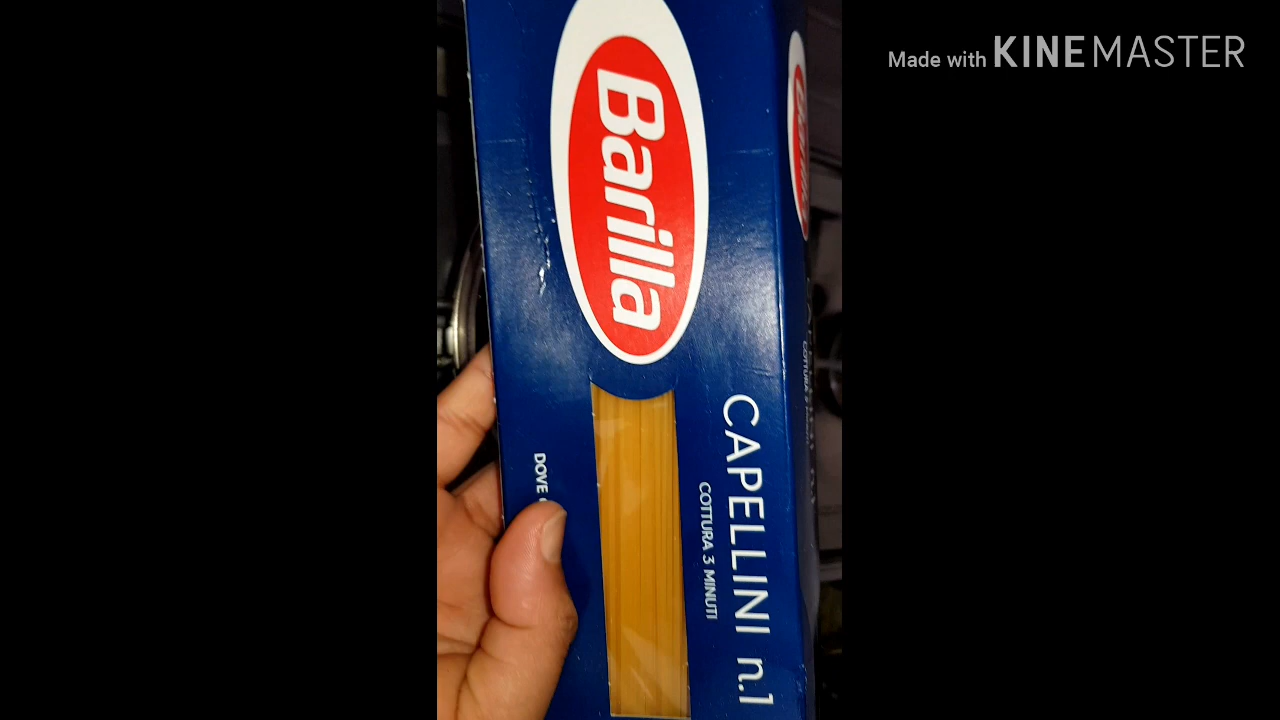 Made with KINEMASTER
Barilla
CAPELLINI n.1
COTTURA 3 MINUTI
DOVE